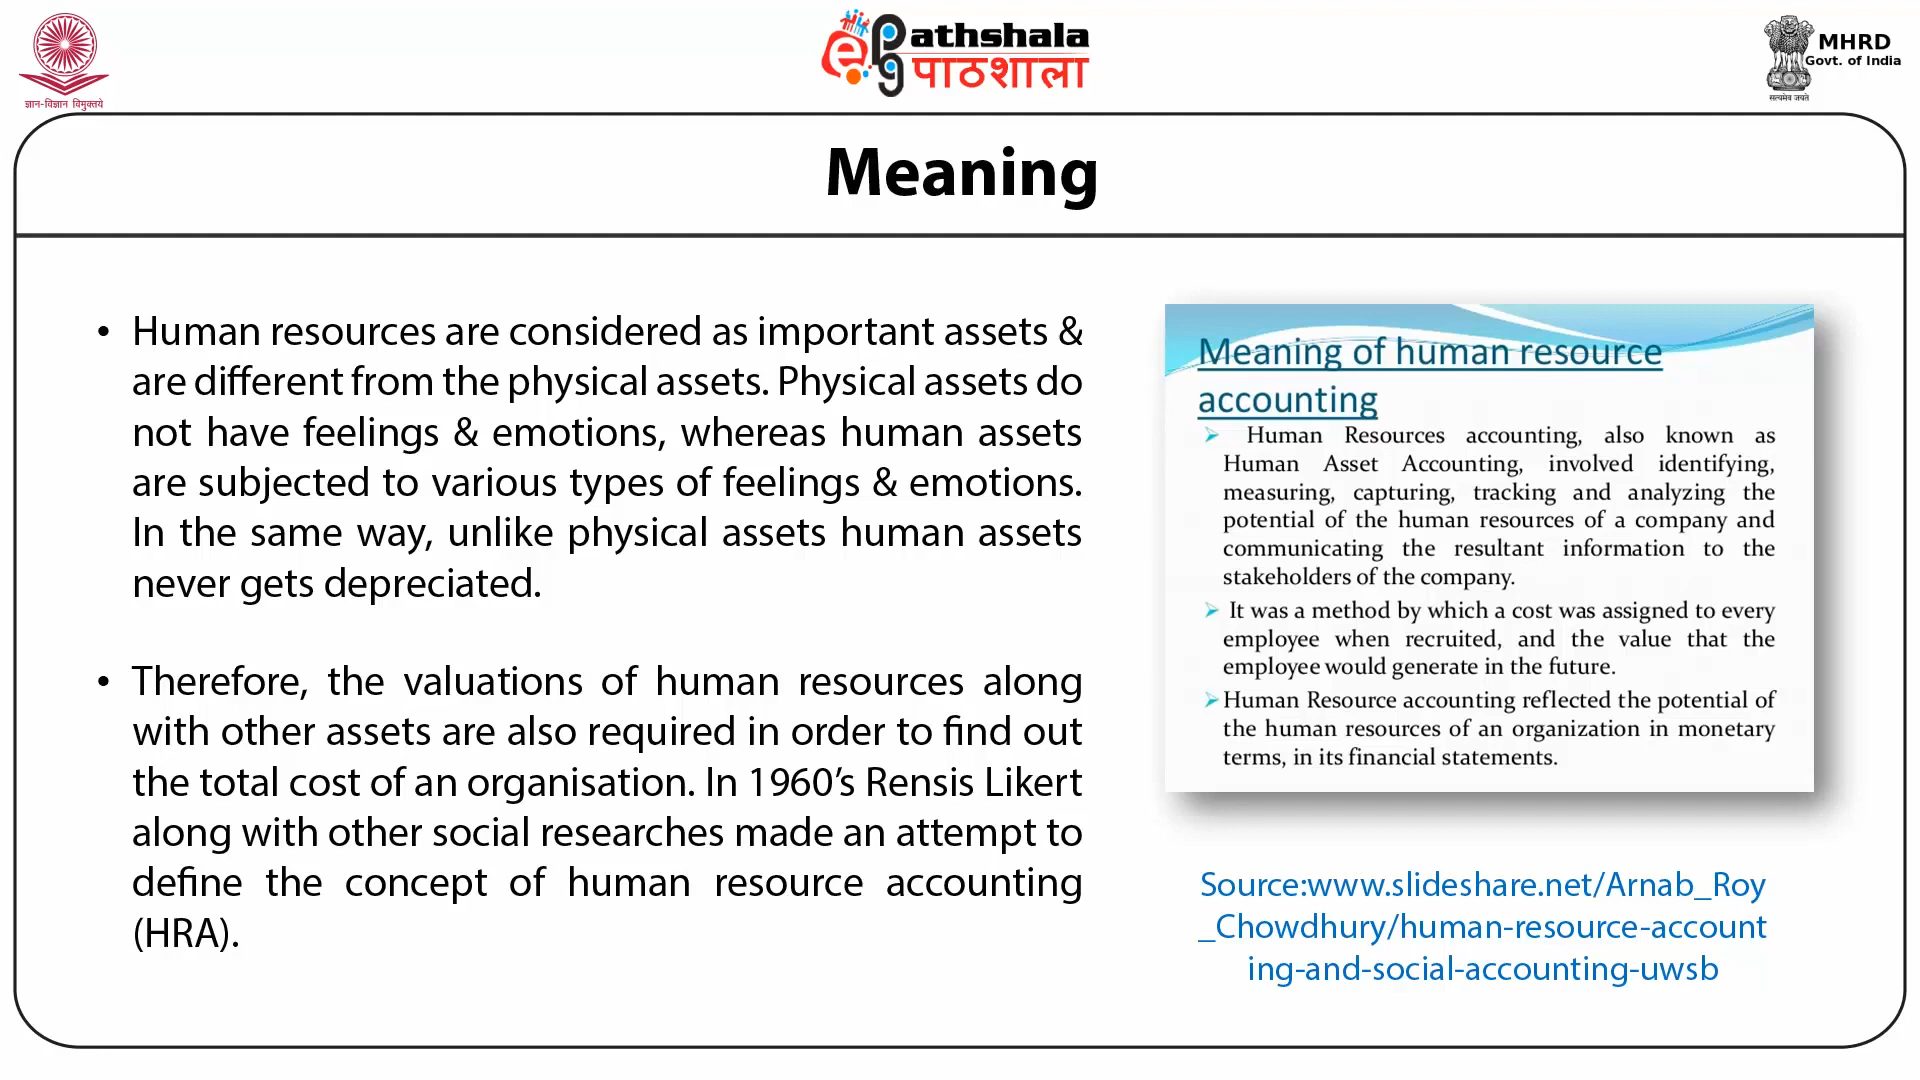 ज्ञान-विज्ञान विमुक्तये
ePathshala
पाठशाला
MHRD
Govt. of India
सत्यमेव जयते
Meaning
• Human resources are considered as important assets &
are different from the physical assets. Physical assets do
not have feelings & emotions, whereas human assets
are subjected to various types of feelings & emotions.
In the same way, unlike physical assets human assets
never gets depreciated.
• Therefore, the valuations of human resources along
with other assets are also required in order to find out
the total cost of an organisation. In 1960’s Rensis Likert
along with other social researches made an attempt to
define the concept of human resource accounting
(HRA).
Meaning of human resource
accounting
Human Resources accounting, also known as
Human Asset Accounting, involved identifying,
measuring, capturing, tracking and analyzing the
potential of the human resources of a company and
communicating the resultant information to the
stakeholders of the company.
It was a method by which a cost was assigned to every
employee when recruited, and the value that the
employee would generate in the future.
Human Resource accounting reflected the potential of
the human resources of an organization in monetary
terms, in its financial statements.
Source:www.slideshare.net/Arnab_Roy
_Chowdhury/human-resource-account
ing-and-social-accounting-uwsb